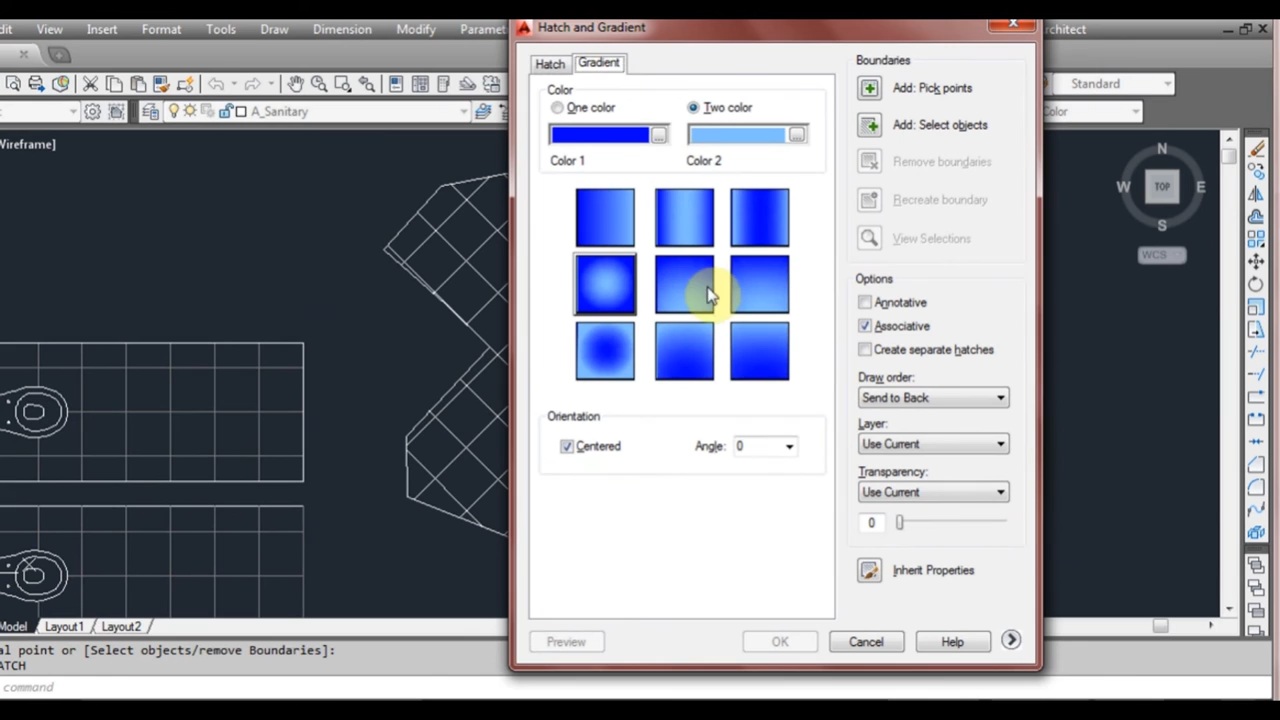 dit View Insert Format Tools Draw Dimension Modify Paramet
Hatch and Gradient
rchitect
Hatch Gradient
Color
One color
Two color
Color 1
Color 2
Boundaries
Add: Pick points
Add: Select objects
Remove boundaries
Recreate boundary
View Selections
Options
Annotative
Associative
Create separate hatches
Draw order:
Send to Back
Layer:
Use Current
Transparency:
Use Current
0
Inherit Properties
Orientation
Centered
Angle: 0
Preview OK Cancel Help
A_Sanitary
Standard
Color
Wireframe]
N
W TOP E
S
WCS
Model Layout1 Layout2
al point or [Select objects/remove Boundaries]:
ATCH
command